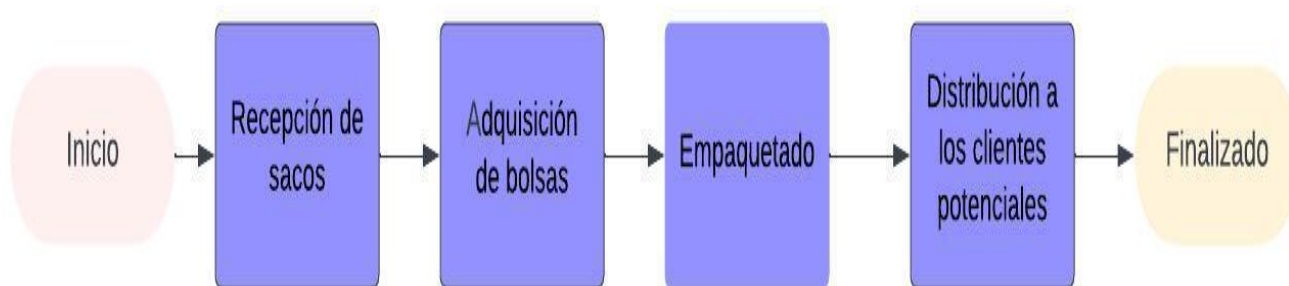 Inicio
Recepción de
sacos
Adquisición
de bolsas
Empaquetado
Distribución a
los clientes
potenciales
Finalizado